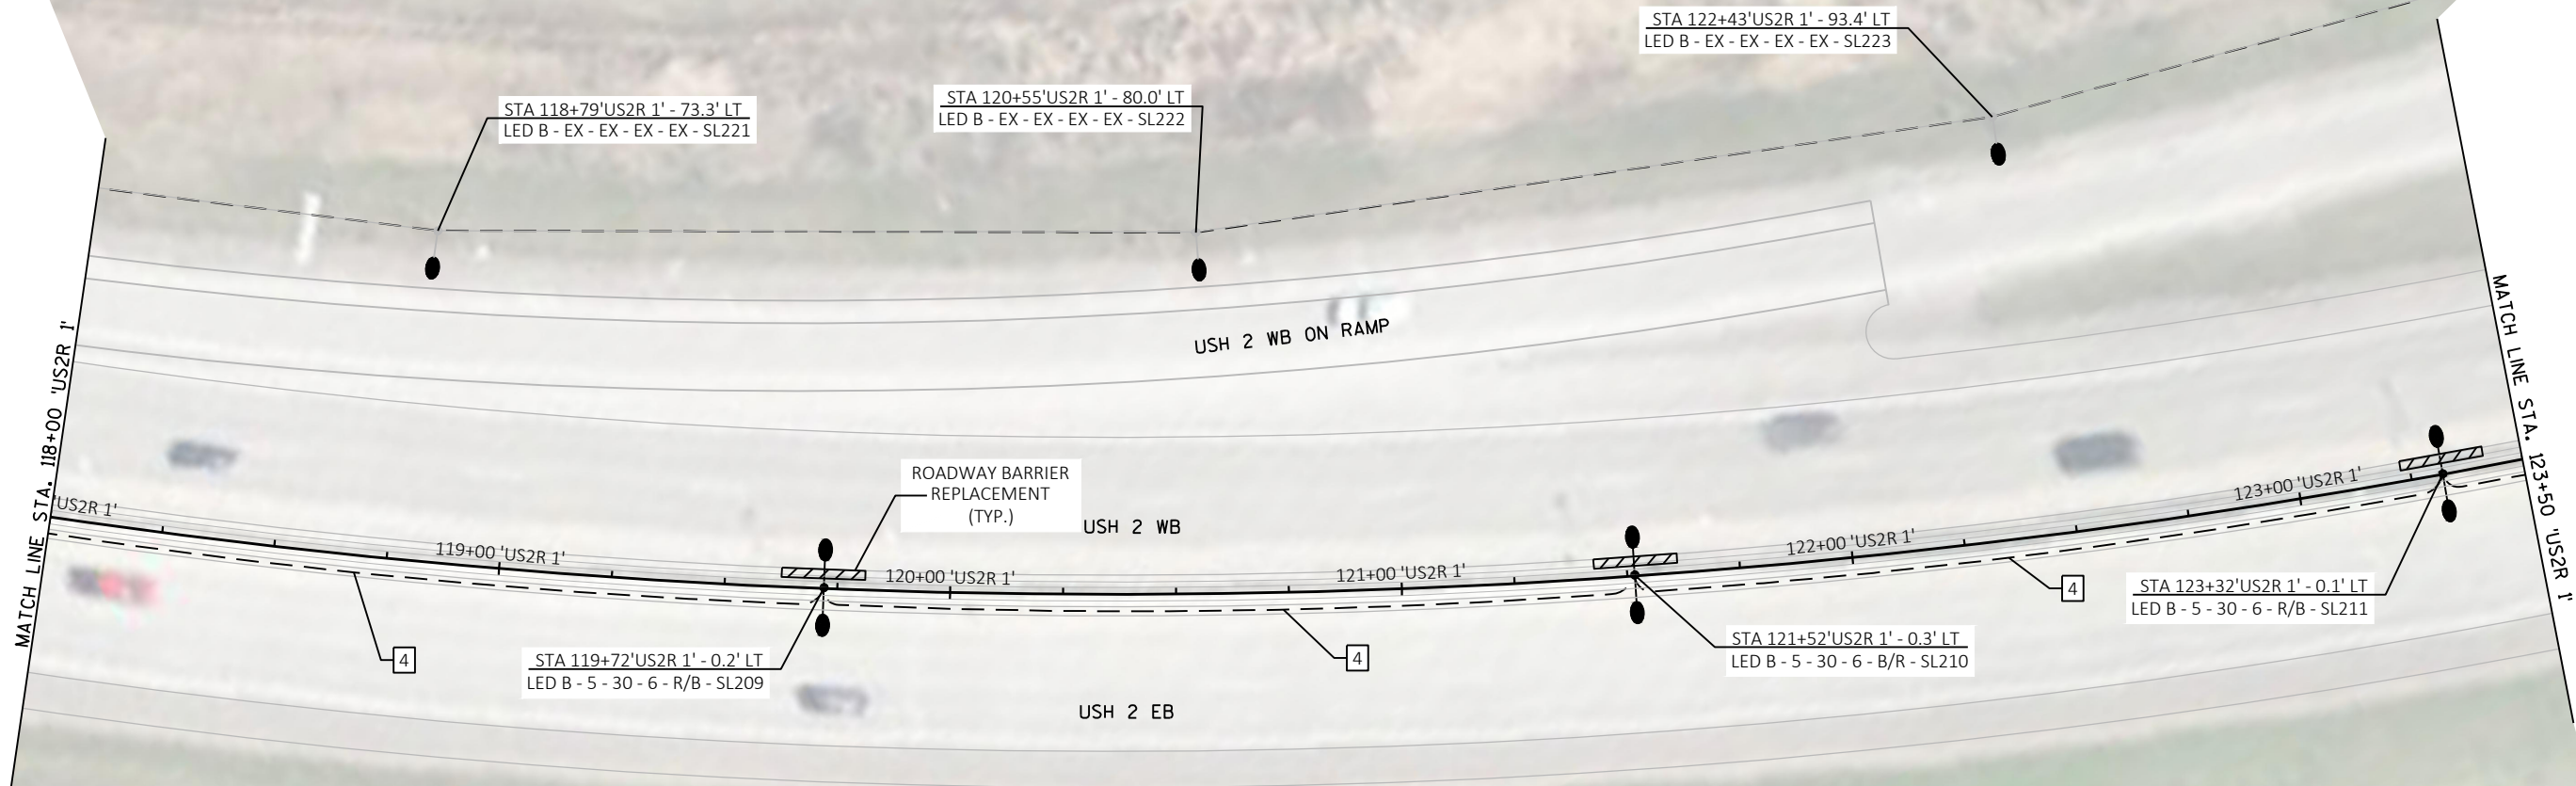 STA 122+43'US2R 1' - 93.4' LT
LED B - EX - EX - EX - EX - SL223
STA 120+55'US2R 1' - 80.0' LT
LED B - EX - EX - EX - EX - SL222
STA 118+79'US2R 1' - 73.3' LT
LED B - EX - EX - EX - EX - SL221
MATCH LINE STA. 118+00 'US2R 1'
MATCH LINE STA. 123+50 'US2R 1'
USH 2 WB ON RAMP
ROADWAY BARRIER
REPLACEMENT
(TYP.)
USH 2 WB
'US2R 1'
119+00 'US2R 1'
120+00 'US2R 1'
121+00 'US2R 1'
122+00 'US2R 1'
123+00 'US2R 1'
4
STA 119+72'US2R 1' - 0.2' LT
LED B - 5 - 30 - 6 - R/B - SL209
4
STA 121+52'US2R 1' - 0.3' LT
LED B - 5 - 30 - 6 - B/R - SL210
4
STA 123+32'US2R 1' - 0.1' LT
LED B - 5 - 30 - 6 - R/B - SL211
USH 2 EB